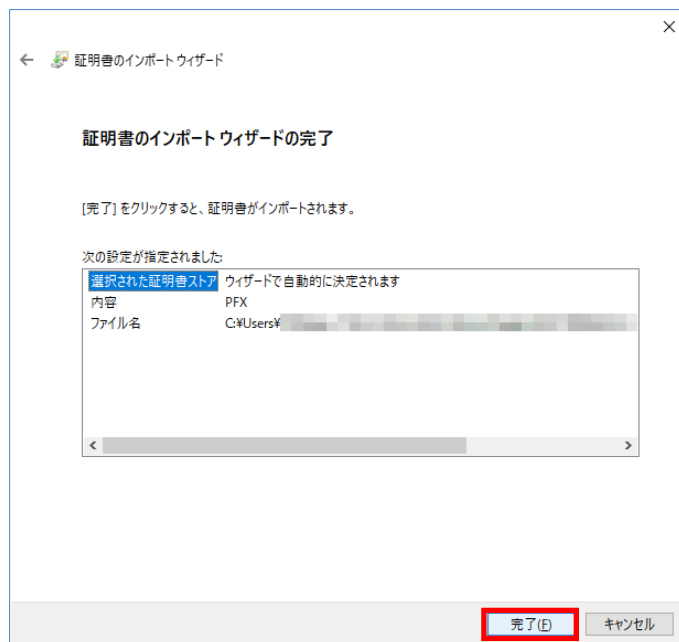 証明書のインポート ウィザード
証明書のインポート ウィザードの完了
[完了] をクリックすると、証明書がインポートされます。
次の設定が指定されました:
選択された証明書ストア ウィザードで自動的に決定されます
内容 PFX
ファイル名 C:¥Users¥
完了(F) キャンセル